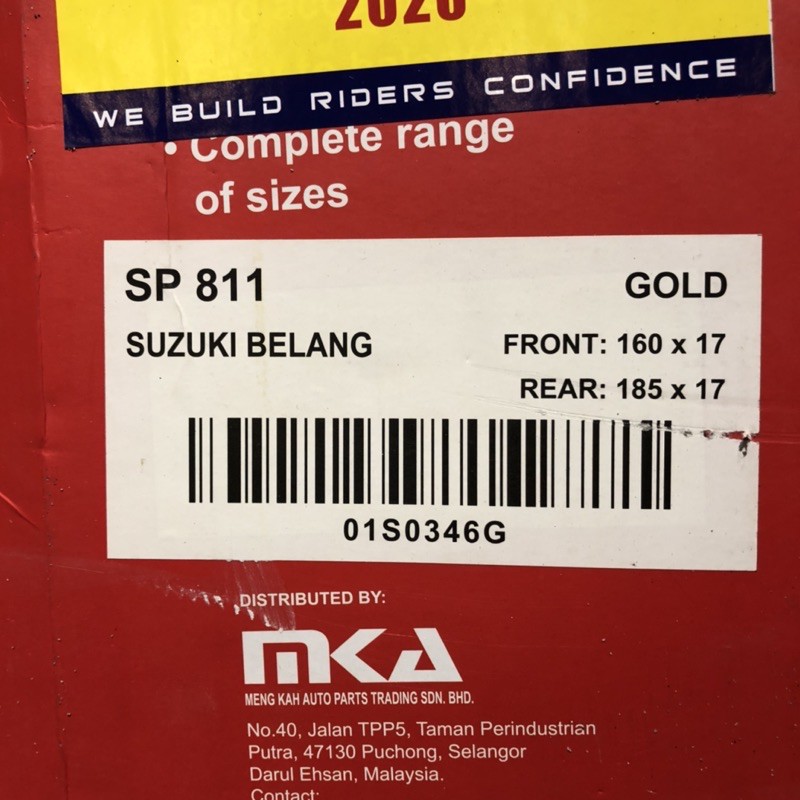 2020
WE BUILD RIDERS CONFIDENCE
• Complete range
of sizes
SP 811
GOLD
SUZUKI BELANG
FRONT: 160 x 17
REAR: 185 x 17
01S0346G
DISTRIBUTED BY:
MKA
MENG KAH AUTO PARTS TRADING SDN. BHD.
No.40, Jalan TPP5, Taman Perindustrian
Putra, 47130 Puchong, Selangor
Darul Ehsan, Malaysia.
Contact: